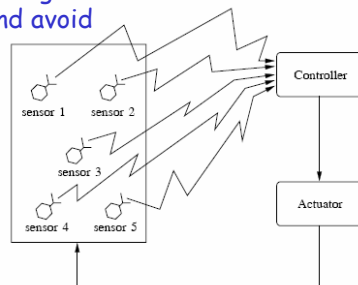 nd avoid
Controller
sensor 1
sensor 2
sensor 3
Actuator
sensor 4
sensor 5